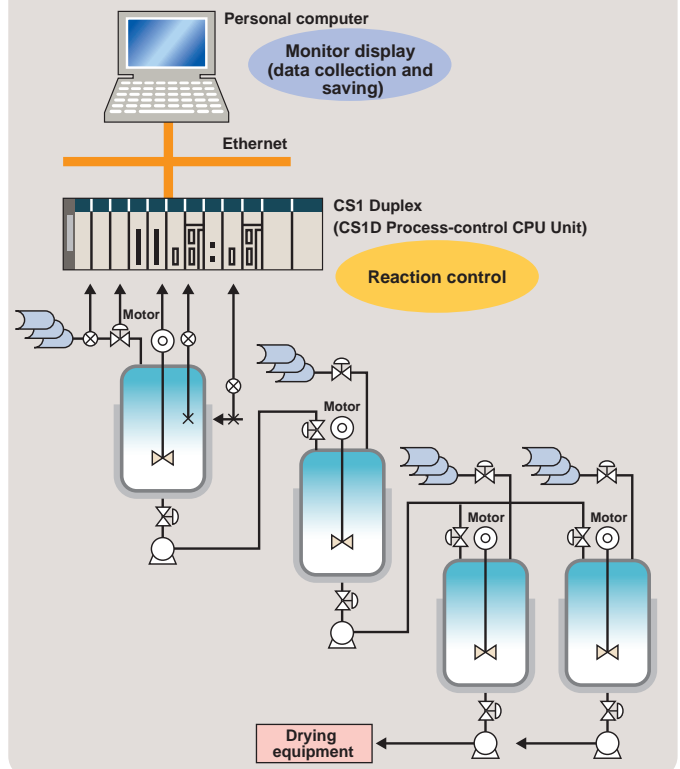 Personal computer
Monitor display
(data collection and
saving)
Ethernet
CS1 Duplex
(CS1D Process-control CPU Unit)
Reaction control
Motor
Motor
Motor
Motor
Drying
equipment